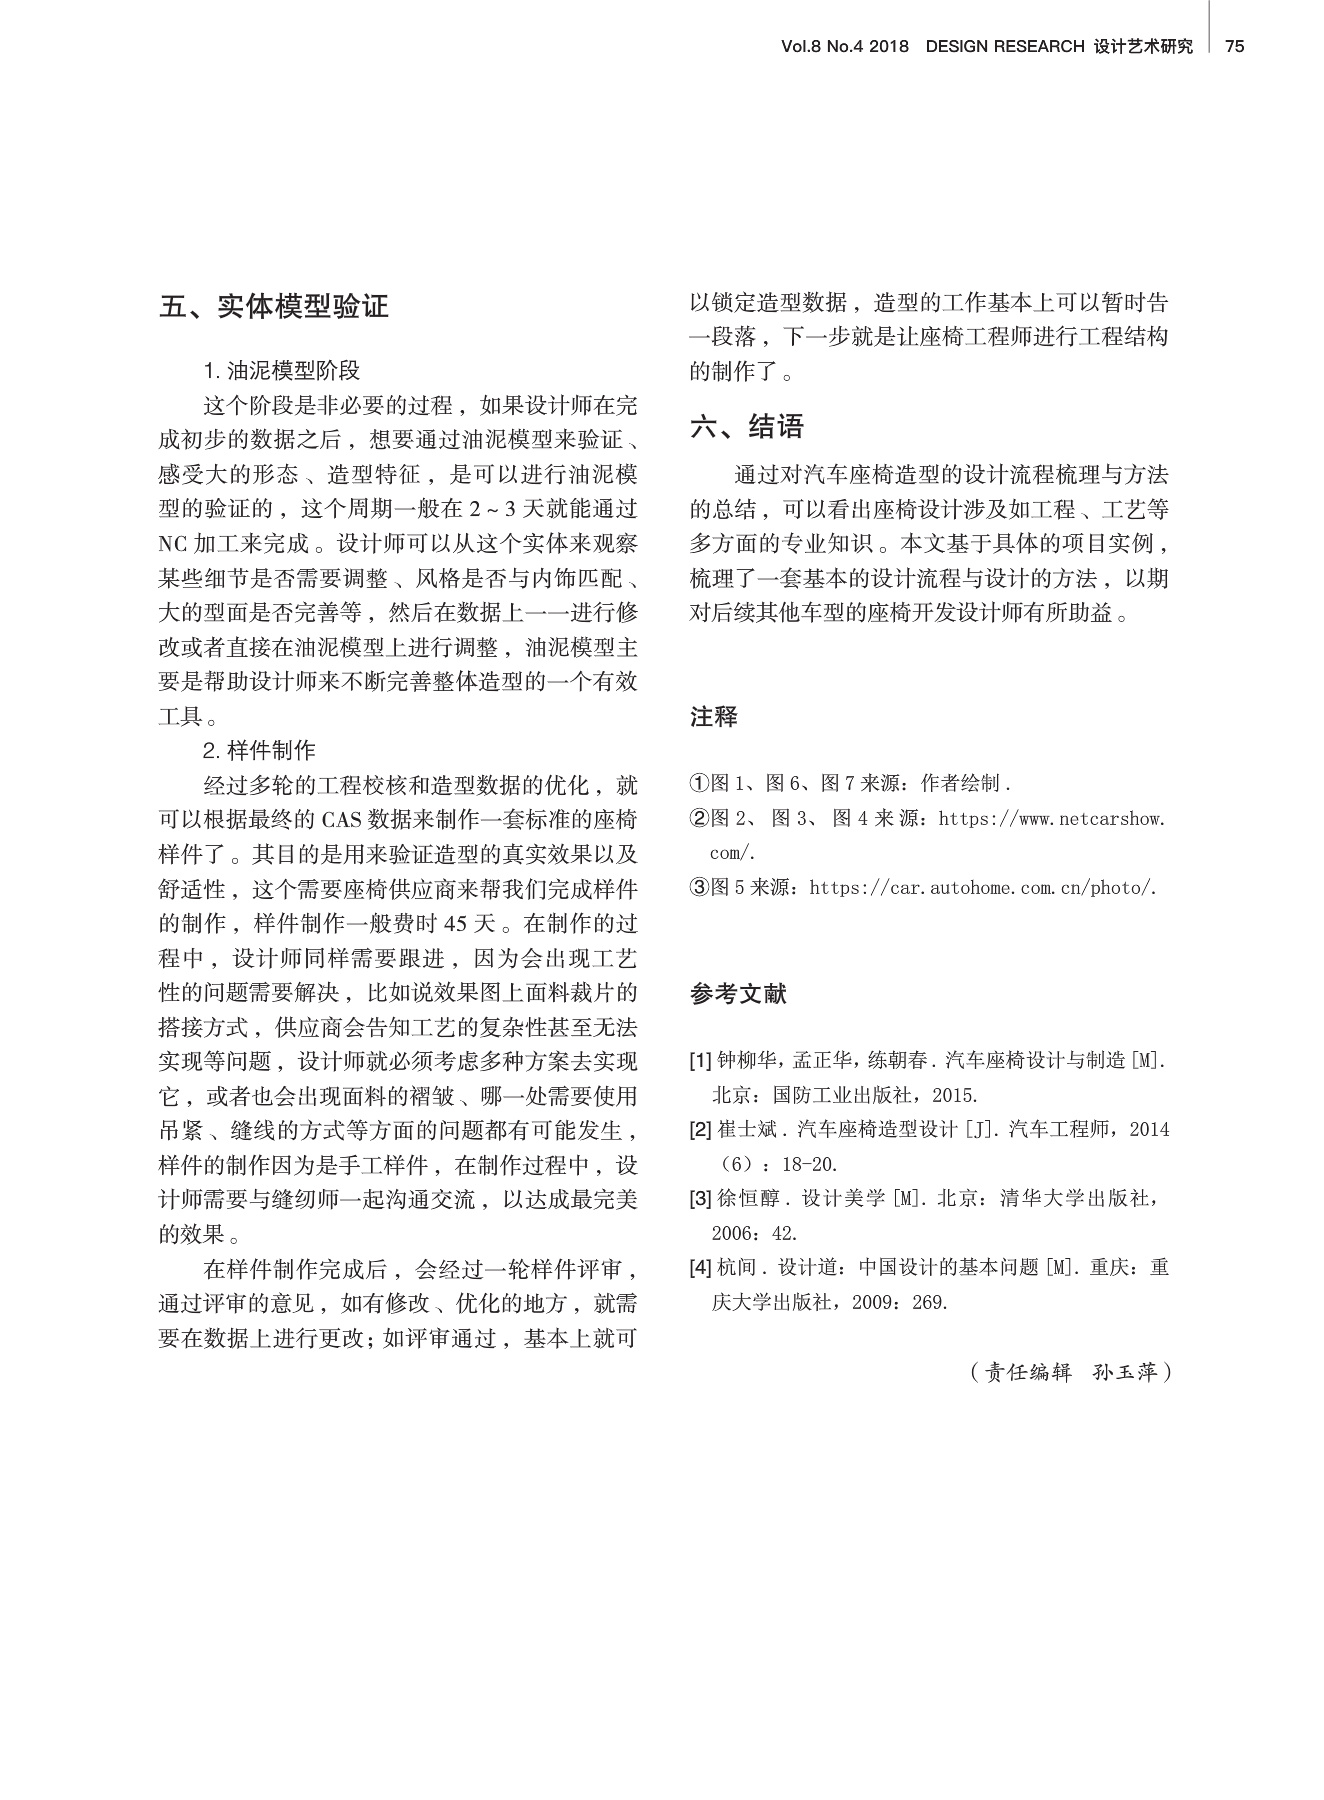 Vol.8 No.4 2018 DESIGN RESEARCH 设计艺术研究 75
五、实体模型验证
1. 油泥模型阶段
这个阶段是非必要的过程，如果设计师在完
成初步的数据之后，想要通过油泥模型来验证、
感受大的形态、造型特征，是可以进行油泥模
型的验证的，这个周期一般在 2 ~ 3 天就能通过
NC 加工来完成。设计师可以从这个实体来观察
某些细节是否需要调整、风格是否与内饰匹配、
大的型面是否完善等，然后在数据上一一进行修
改或者直接在油泥模型上进行调整，油泥模型主
要是帮助设计师来不断完善整体造型的一个有效
工具。
2. 样件制作
经过多轮的工程校核和造型数据的优化，就
可以根据最终的 CAS 数据来制作一套标准的座椅
样件了。其目的是用来验证造型的真实效果以及
舒适性，这个需要座椅供应商来帮我们完成样件
的制作，样件制作一般费时 45 天。在制作的过
程中，设计师同样需要跟进，因为会出现工艺
性的问题需要解决，比如说效果图上面料裁片的
搭接方式，供应商会告知工艺的复杂性甚至无法
实现等问题，设计师就必须考虑多种方案去实现
它，或者也会出现面料的褶皱、哪一处需要使用
吊紧、缝线的方式等方面的问题都有可能发生，
样件的制作因为是手工样件，在制作过程中，设
计师需要与缝纫师一起沟通交流，以达成最完美
的效果。
在样件制作完成后，会经过一轮样件评审，
通过评审的意见，如有修改、优化的地方，就需
要在数据上进行更改；如评审通过，基本上就可
以锁定造型数据，造型的工作基本上可以暂时告
一段落，下一步就是让座椅工程师进行工程结构
的制作了。
六、结语
通过对汽车座椅造型的设计流程梳理与方法
的总结，可以看出座椅设计涉及如工程、工艺等
多方面的专业知识。本文基于具体的项目实例，
梳理了一套基本的设计流程与设计的方法，以期
对后续其他车型的座椅开发设计师有所助益。
注释
①图 1、图 6、图 7 来源：作者绘制 .
②图 2、 图 3、 图 4 来 源：https://www.netcarshow.
com/.
③图 5 来源：https://car.autohome.com.cn/photo/.
参考文献
[1] 钟柳华，孟正华，练朝春 . 汽车座椅设计与制造 [M].
北京：国防工业出版社，2015.
[2] 崔士斌 . 汽车座椅造型设计 [J]. 汽车工程师，2014
（6）：18-20.
[3] 徐恒醇 . 设计美学 [M]. 北京：清华大学出版社，
2006：42.
[4] 杭间 . 设计道：中国设计的基本问题 [M]. 重庆：重
庆大学出版社，2009：269.
（责任编辑 孙玉萍）